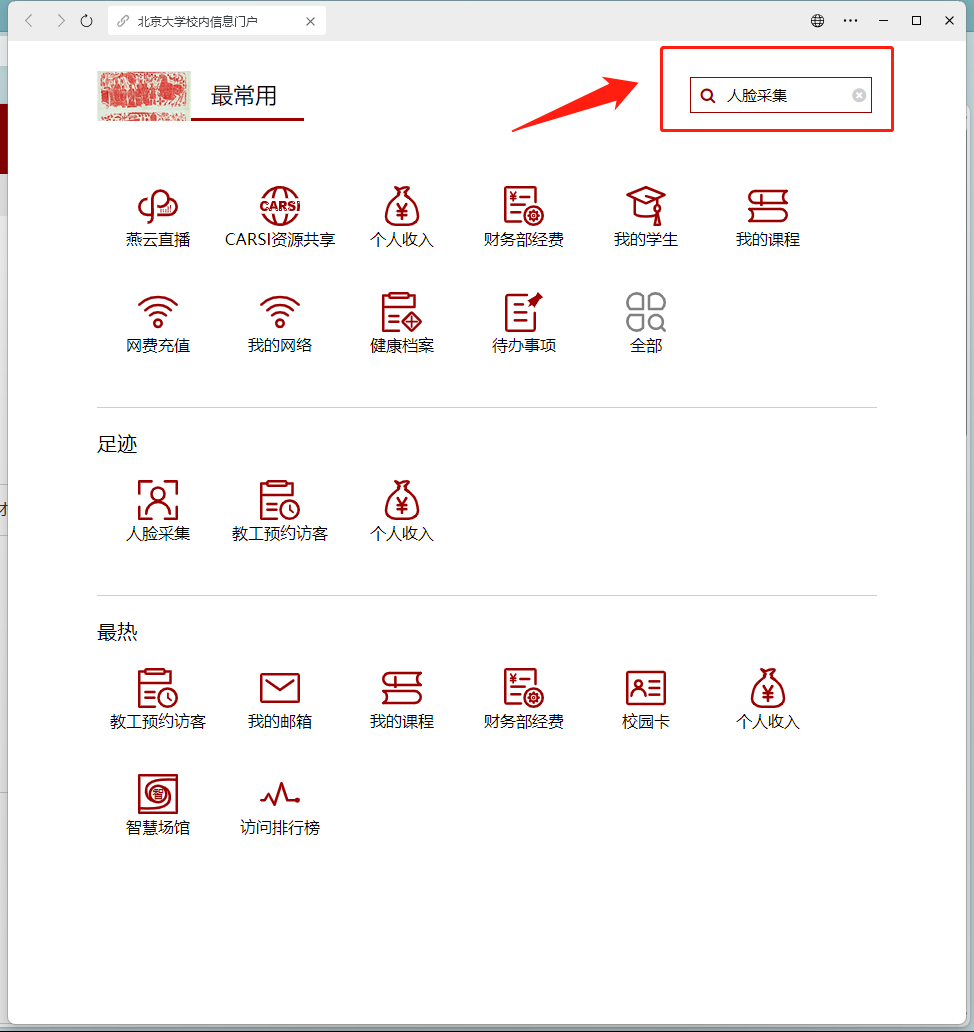 北京大学校内信息门户
最常用
人脸采集
燕云直播
CARSI
CARSI资源共享
个人收入
财务部经费
我的学生
我的课程
网费充值
我的网络
健康档案
待办事项
全部
足迹
人脸采集
教工预约访客
个人收入
最热
教工预约访客
我的邮箱
我的课程
财务部经费
校园卡
个人收入
智
智慧场馆
访问排行榜